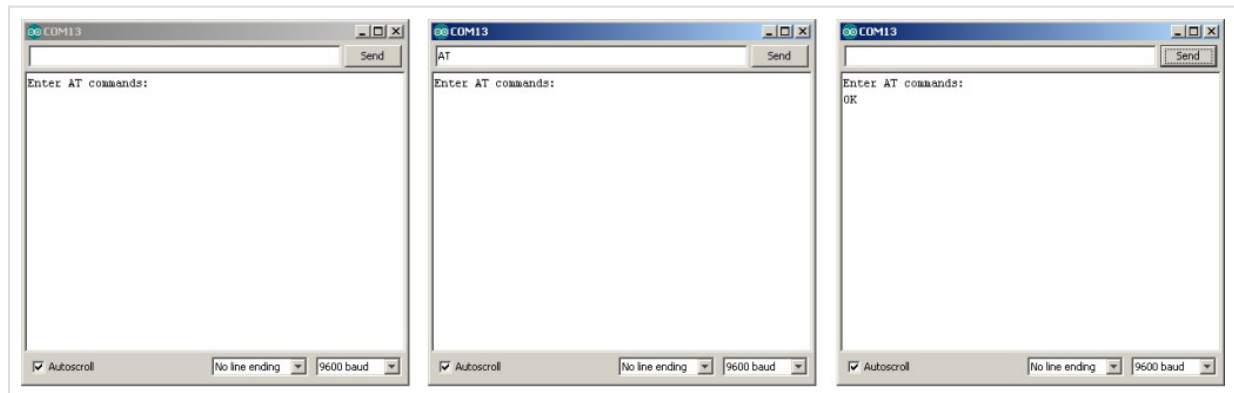 COM13
Send
Enter AT commands:
Autoscroll
No line ending
9600 baud
COM13
AT
Send
Enter AT commands:
Autoscroll
No line ending
9600 baud
COM13
Send
Enter AT commands:
OK
Autoscroll
No line ending
9600 baud